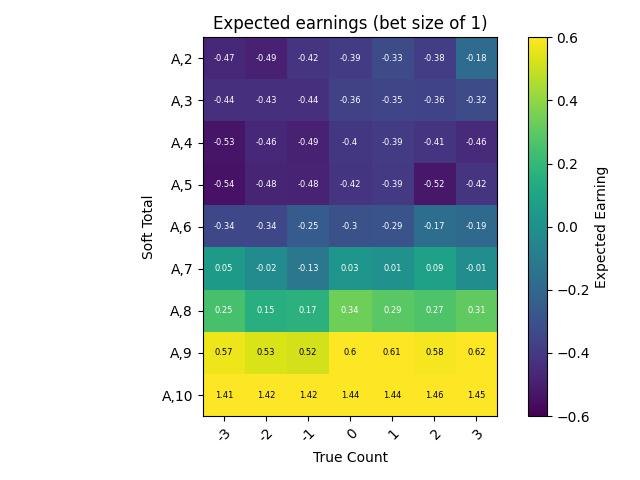 Expected earnings (bet size of 1)
Soft Total
A,2 -0.47 -0.49 -0.42 -0.39 -0.33 -0.38 -0.18
A,3 -0.44 -0.43 -0.44 -0.36 -0.35 -0.36 -0.32
A,4 -0.53 -0.46 -0.49 -0.4 -0.39 -0.41 -0.46
A,5 -0.54 -0.48 -0.48 -0.42 -0.39 -0.52 -0.42
A,6 -0.34 -0.34 -0.25 -0.3 -0.29 -0.17 -0.19
A,7 0.05 -0.02 -0.13 0.03 0.01 0.09 -0.01
A,8 0.25 0.15 0.17 0.34 0.29 0.27 0.31
A,9 0.57 0.53 0.52 0.6 0.61 0.58 0.62
A,10 1.41 1.42 1.42 1.44 1.44 1.46 1.45
-3 -2 -1 0 1 2 3
True Count
0.6
0.4
0.2
0.0
−0.2
−0.4
−0.6
Expected Earning